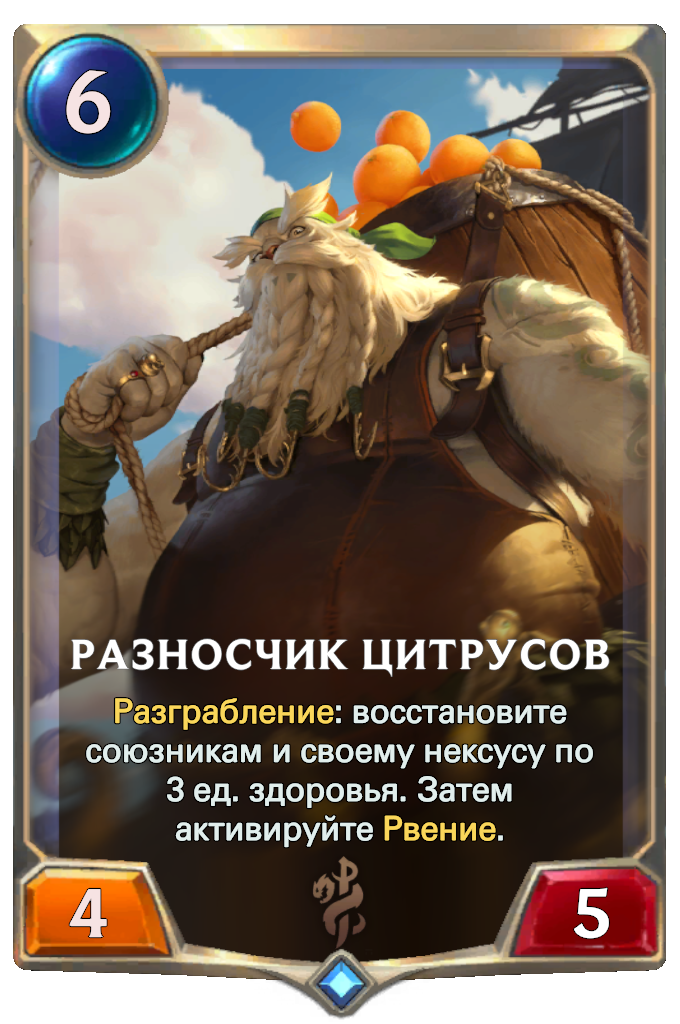 6
РАЗНОСЧИК ЦИТРУСОВ
Разграбление: восстановите
союзникам и своему нексусу по
3 ед. здоровья. Затем
активируйте Рвение.
4
5